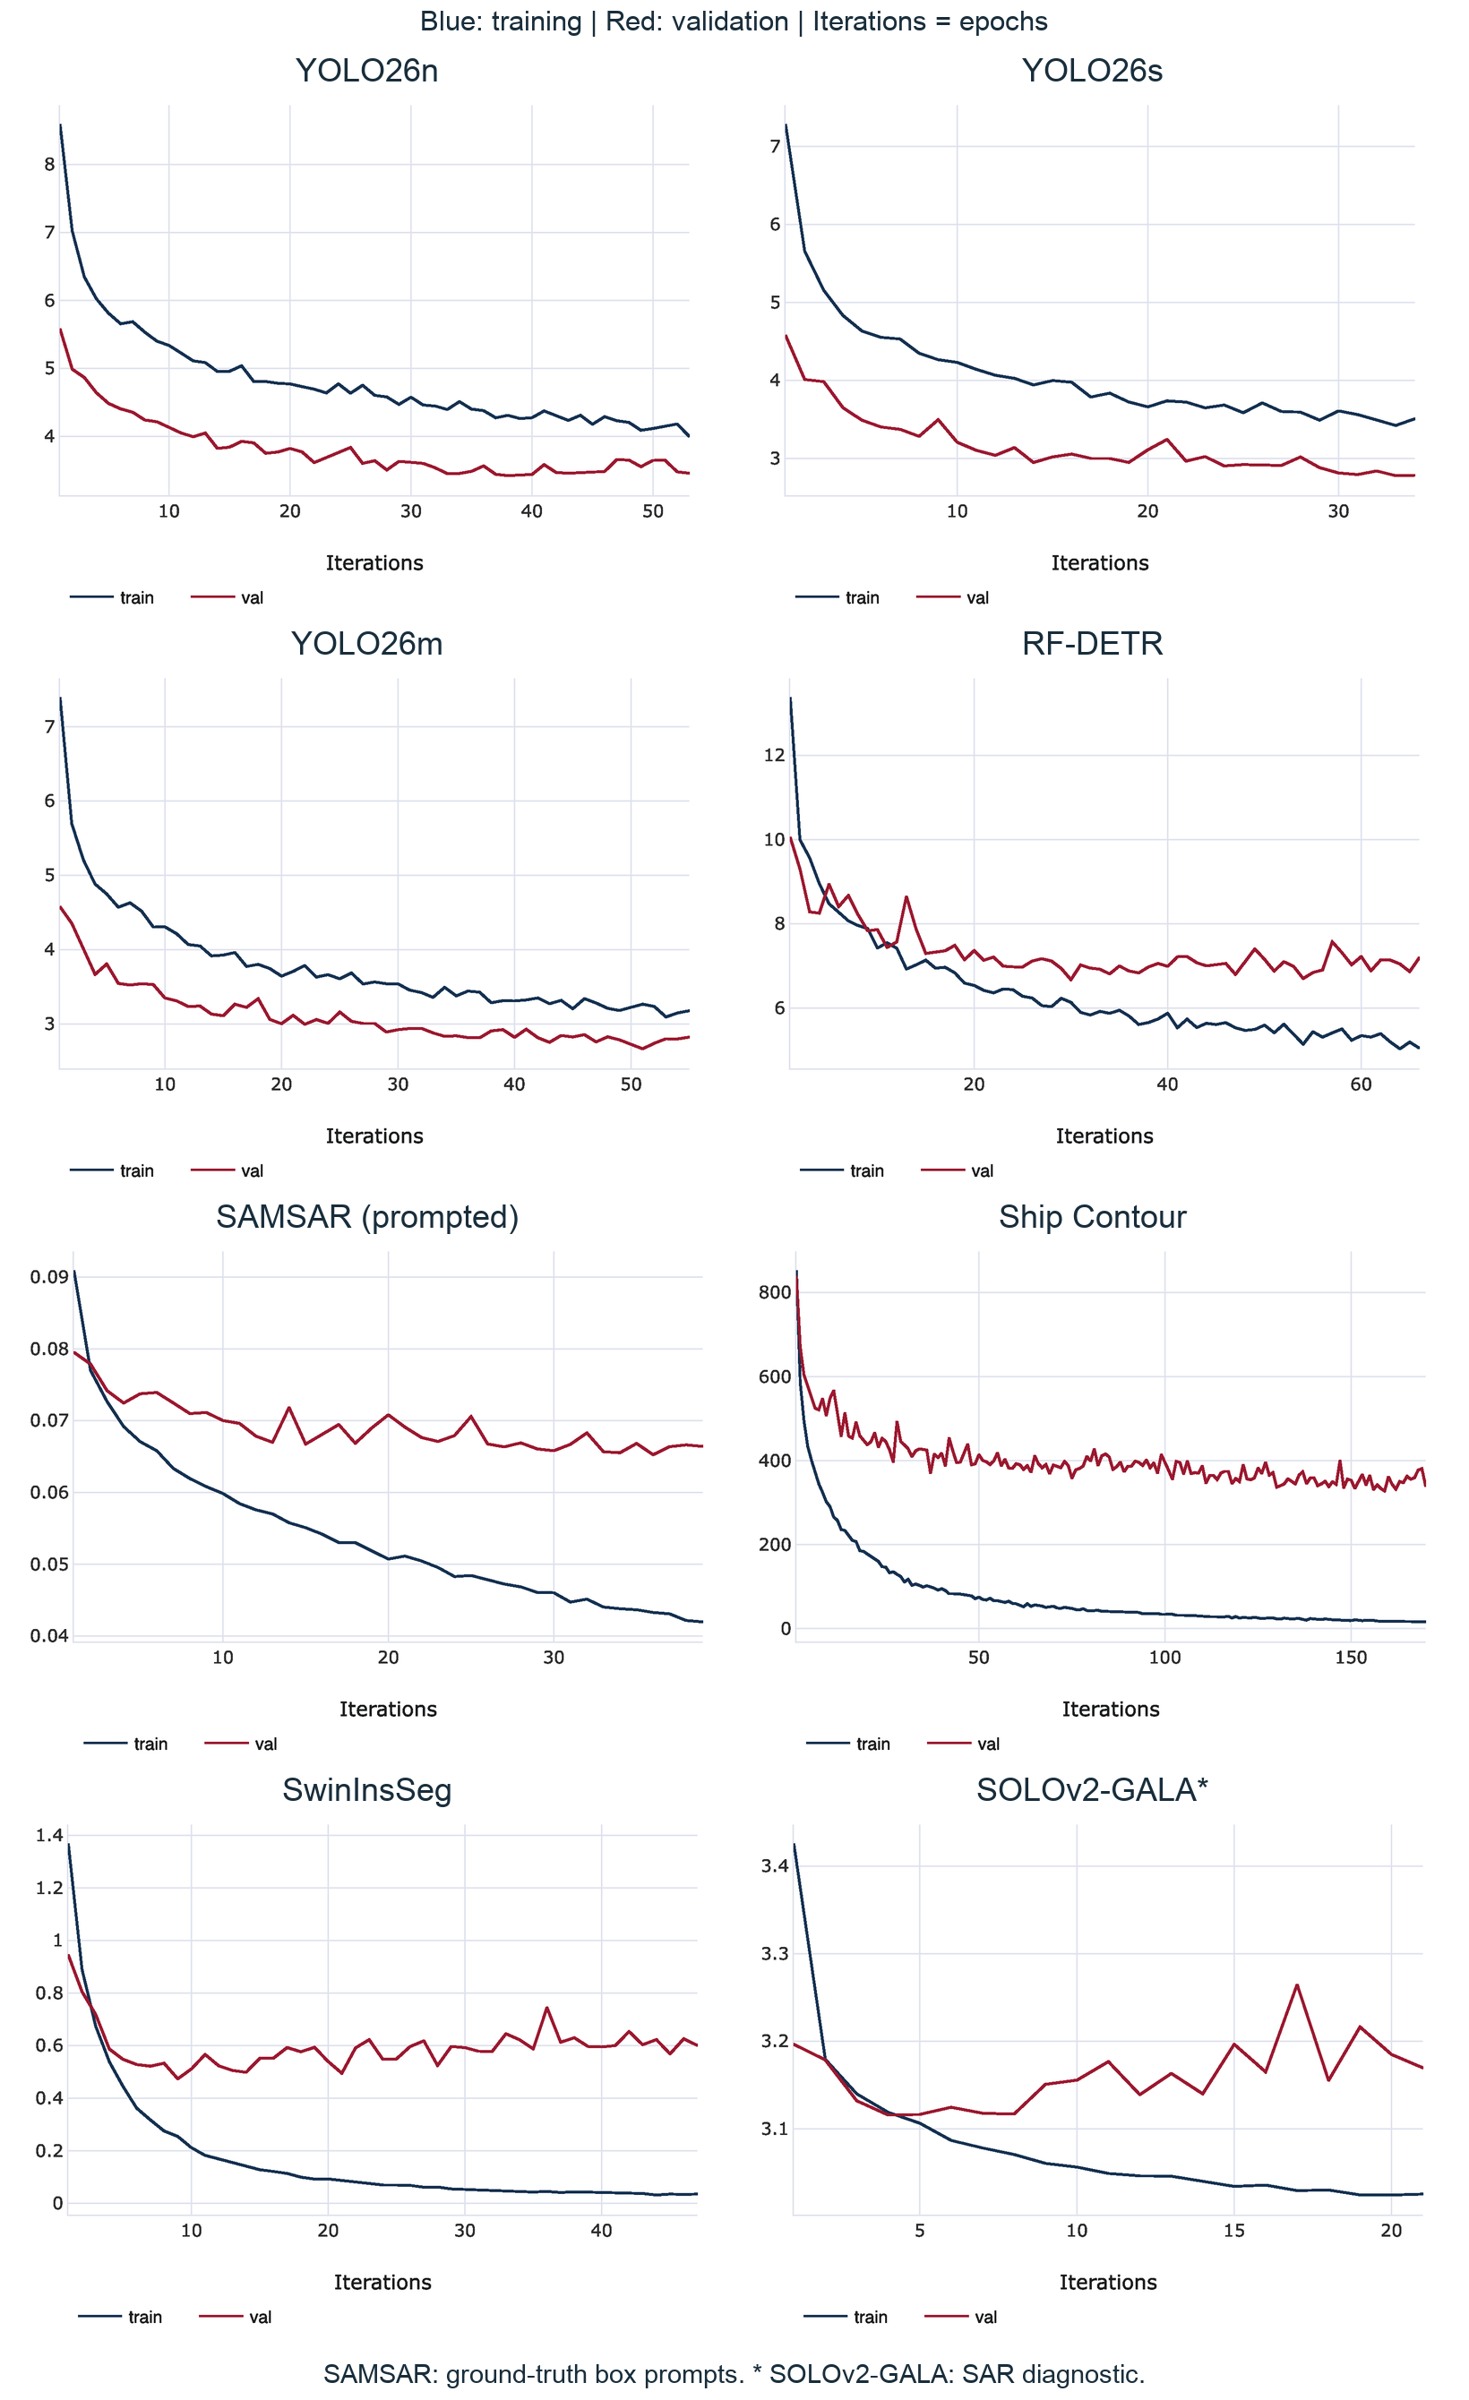 Blue: training | Red: validation | Iterations = epochs
YOLO26n
8
7
6
5
4
10 20 30 40 50
Iterations
train val
YOLO26s
7
6
5
4
3
10 20 30
Iterations
train val
YOLO26m
7
6
5
4
3
10 20 30 40 50
Iterations
train val
RF-DETR
12
10
8
6
20 40 60
Iterations
train val
SAMSAR (prompted)
0.09
0.08
0.07
0.06
0.05
0.04
10 20 30
Iterations
train val
Ship Contour
800
600
400
200
0
50 100 150
Iterations
train val
SwinInsSeg
1.4
1.2
1
0.8
0.6
0.4
0.2
0
10 20 30 40
Iterations
train val
SOLOv2-GALA*
3.4
3.3
3.2
3.1
5 10 15 20
Iterations
train val
SAMSAR: ground-truth box prompts. * SOLOv2-GALA: SAR diagnostic.